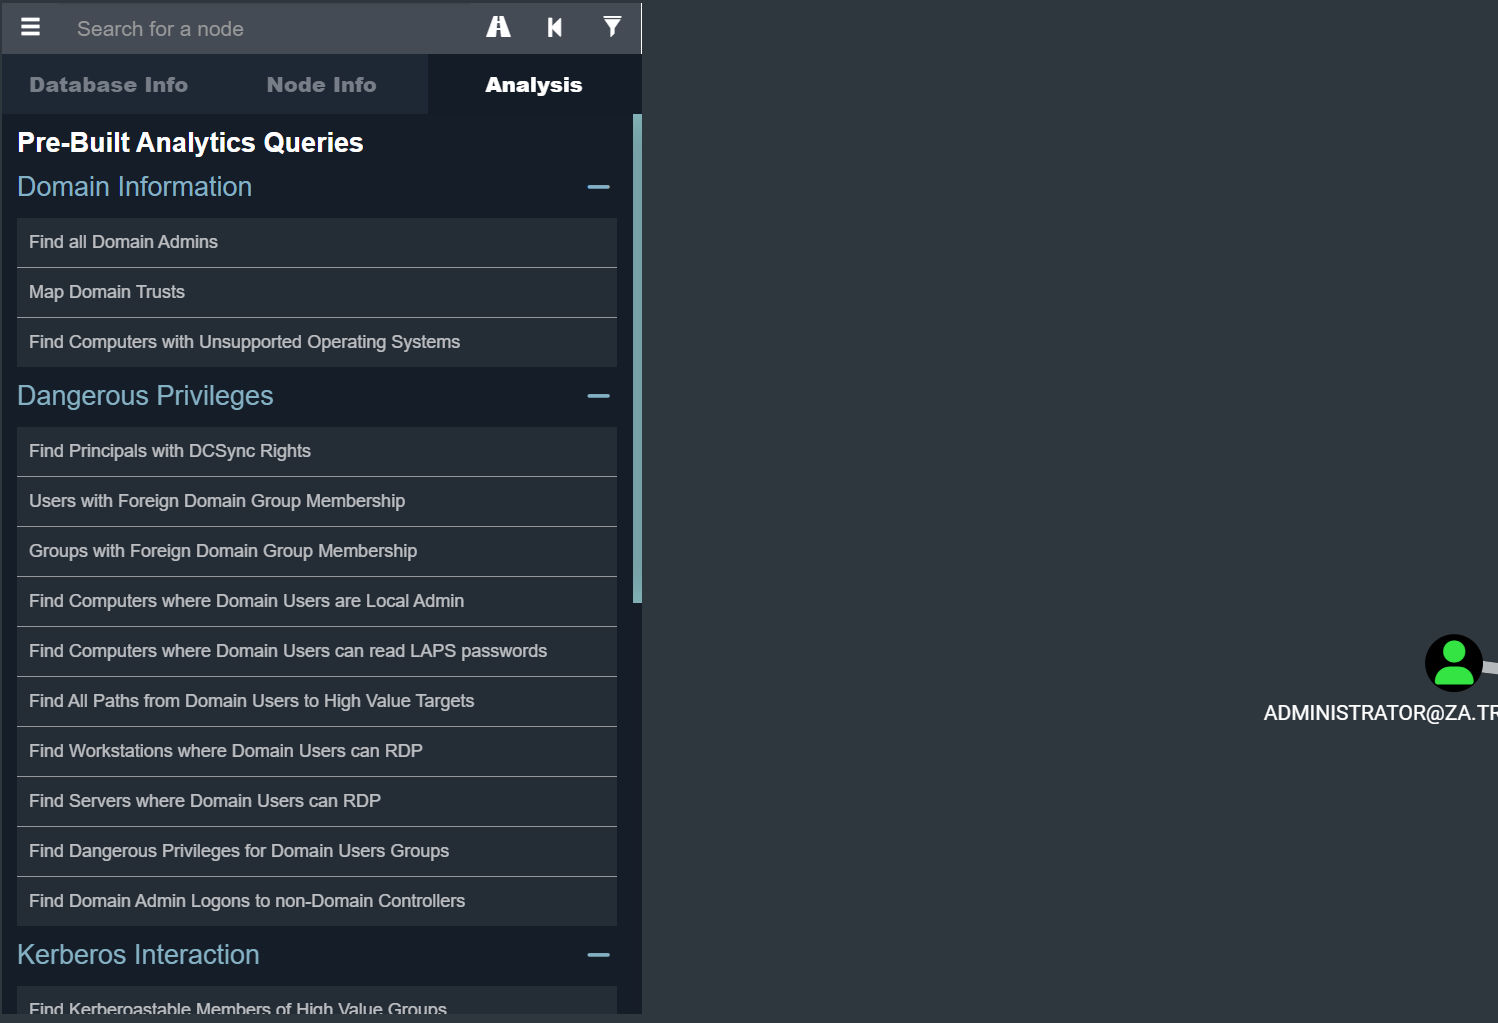 Search for a node
Database Info
Node Info
Analysis
Pre-Built Analytics Queries
Domain Information
Find all Domain Admins
Map Domain Trusts
Find Computers with Unsupported Operating Systems
Dangerous Privileges
Find Principals with DCSync Rights
Users with Foreign Domain Group Membership
Groups with Foreign Domain Group Membership
Find Computers where Domain Users are Local Admin
Find Computers where Domain Users can read LAPS passwords
Find All Paths from Domain Users to High Value Targets
Find Workstations where Domain Users can RDP
Find Servers where Domain Users can RDP
Find Dangerous Privileges for Domain Users Groups
Find Domain Admin Logons to non-Domain Controllers
Kerberos Interaction
Find Kerberoastable Members of High Value Groups
ADMINISTRATOR@ZA.TR